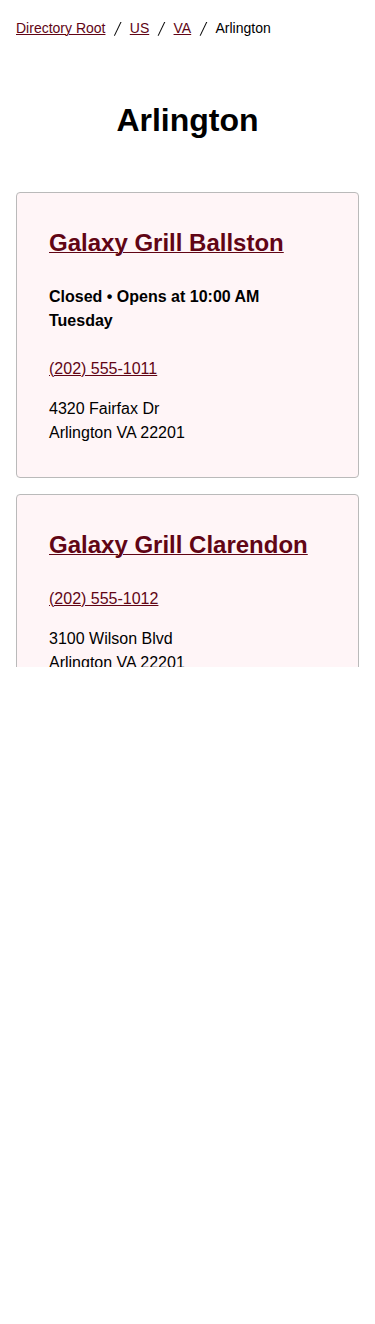 Directory Root / US / VA / Arlington
Arlington
Galaxy Grill Ballston
Closed • Opens at 10:00 AM
Tuesday
(202) 555-1011
4320 Fairfax Dr
Arlington VA 22201
Galaxy Grill Clarendon
(202) 555-1012
3100 Wilson Blvd
Arlington VA 22201